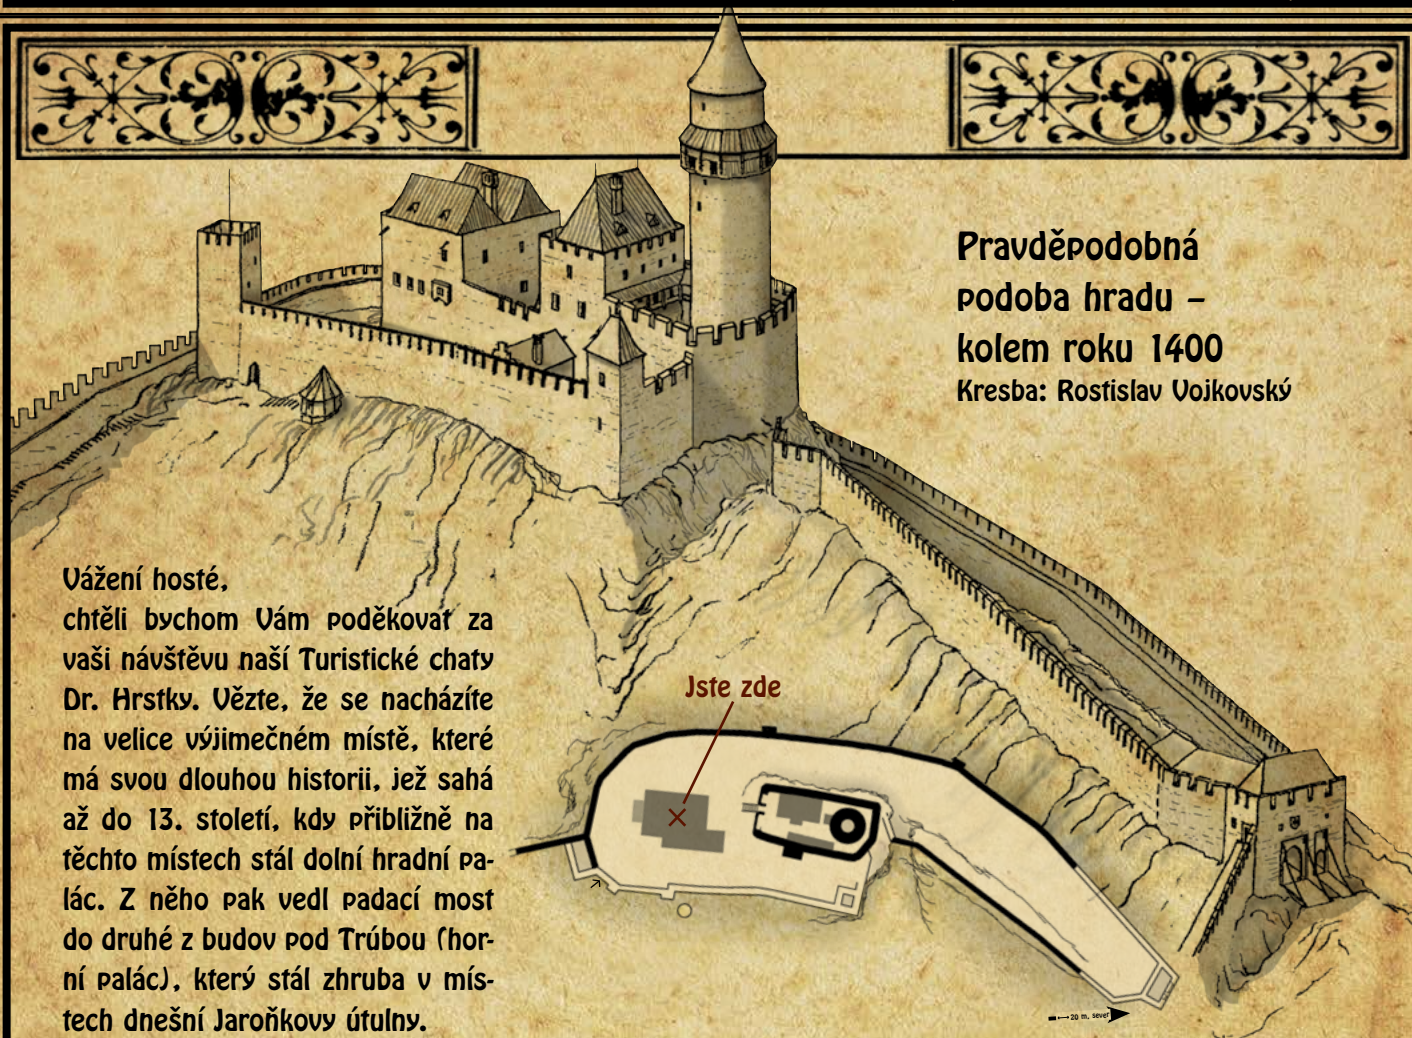 Pravděpodobná
podoba hradu –
kolem roku 1400
Kresba: Rostislav Vojkovský
Vážení hosté,
chtěli bychom Vám poděkovat za
vaši návštěvu naší Turistické chaty
Dr. Hrstky. Vězte, že se nacházíte
na velice výjimečném místě, které
má svou dlouhou historii, jež sahá
až do 13. století, kdy přibližně na
těchto místech stál dolní hradní pa-
lác. Z něho pak vedl padací most
do druhé z budov pod Trúbou (hor-
ní palác), který stál zhruba v mís-
tech dnešní Jaroňkovy útulny.
Jste zde
20 m. sever